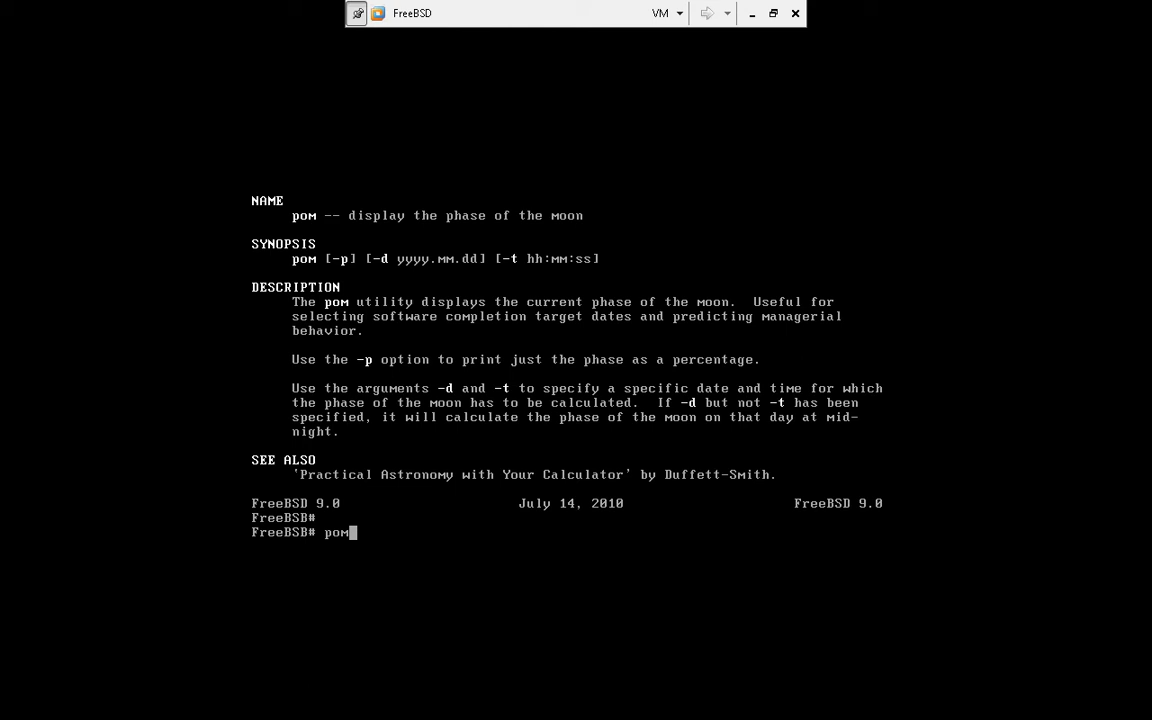 FreeBSD VM
NAME
pom -- display the phase of the moon
SYNOPSIS
pom [-p] [-d yyyy.MM.dd] [-t hh:MM:ss]
DESCRIPTION
The pom utility displays the current phase of the moon. Useful for
selecting software completion target dates and predicting managerial
behavior.
Use the -p option to print just the phase as a percentage.
Use the arguments -d and -t to specify a specific date and time for which
the phase of the moon has to be calculated. If -d but not -t has been
specified, it will calculate the phase of the moon on that day at mid-
night.
SEE ALSO
`Practical Astronomy with Your Calculator' by Duffett-Smith.
FreeBSD 9.0 July 14, 2010 FreeBSD 9.0
FreeBSB#
FreeBSB# pom